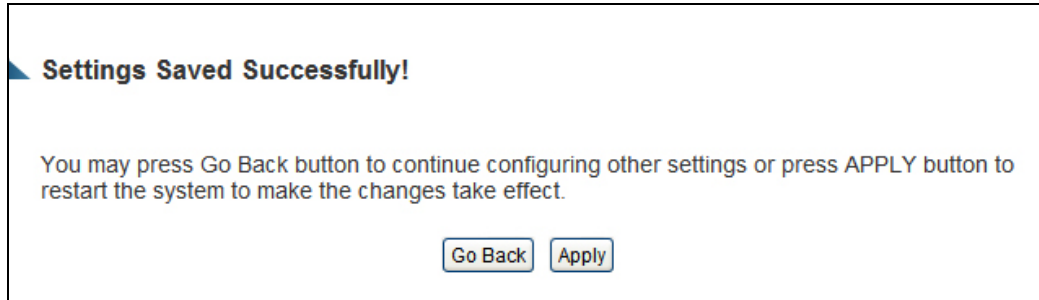 Settings Saved Successfully!
You may press Go Back button to continue configuring other settings or press APPLY button to
restart the system to make the changes take effect.
Go Back Apply